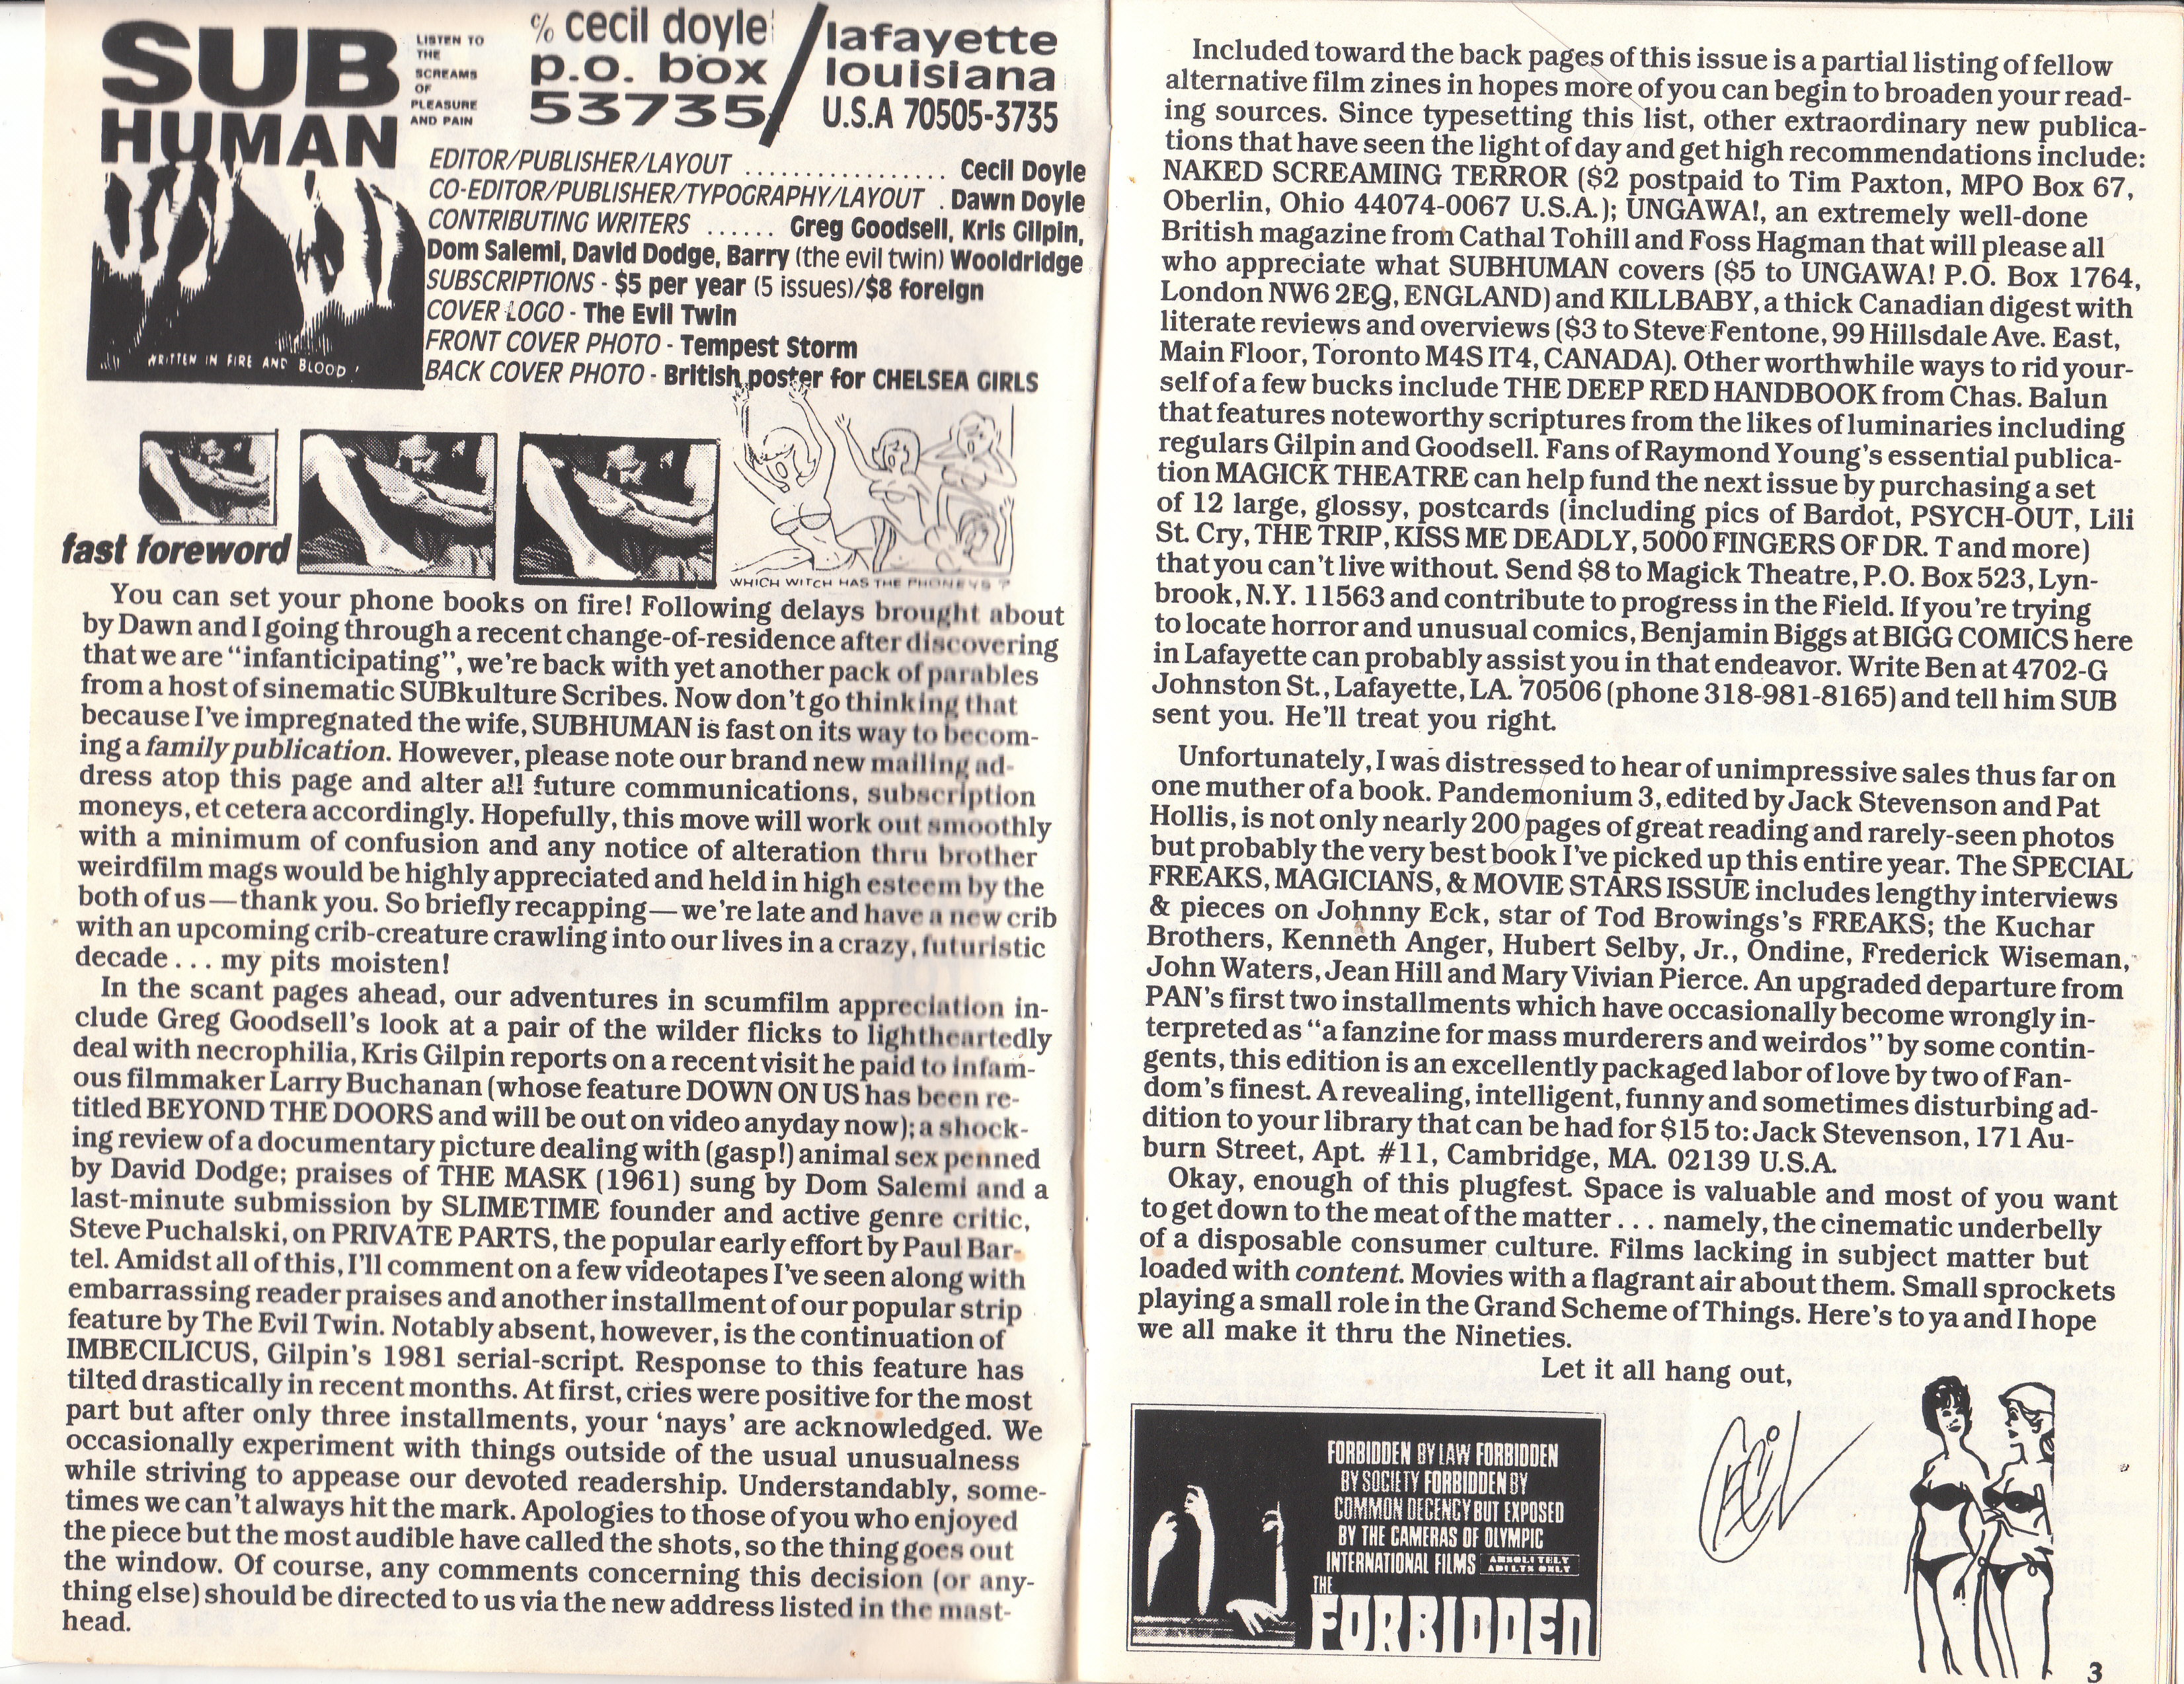 SUB
HUMAN
LISTEN TO
THE
SCREAMS
OF
PLEASURE
AND PAIN
WRITTEN IN FIRE AND BLOOD!
c/o cecil doyle
p.o. box
53735
lafayette
louisiana
U.S.A 70505-3735
EDITOR/PUBLISHER/LAYOUT .................. Cecil Doyle
CO-EDITOR/PUBLISHER/TYPOGRAPHY/LAYOUT . Dawn Doyle
CONTRIBUTING WRITERS ...... Greg Goodsell, Kris Gilpin,
Dom Salemi, David Dodge, Barry (the evil twin) Wooldridge
SUBSCRIPTIONS - $5 per year (5 issues)/$8 foreign
COVER LOGO - The Evil Twin
FRONT COVER PHOTO - Tempest Storm
BACK COVER PHOTO - British poster for CHELSEA GIRLS
WHICH WITCH HAS THE PHONEYS?
fast foreword
You can set your phone books on fire! Following delays brought about
by Dawn and I going through a recent change-of-residence after discovering
that we are “infanticipating”, we’re back with yet another pack of parables
from a host of sinematic SUBkulture Scribes. Now don’t go thinking that
because I’ve impregnated the wife, SUBHUMAN is fast on its way to becom-
ing a family publication. However, please note our brand new mailing ad-
dress atop this page and alter all future communications, subscription
moneys, et cetera accordingly. Hopefully, this move will work out smoothly
with a minimum of confusion and any notice of alteration thru brother
weirdfilm mags would be highly appreciated and held in high esteem by the
both of us—thank you. So briefly recapping—we’re late and have a new crib
with an upcoming crib-creature crawling into our lives in a crazy, futuristic
decade . . . my pits moisten!
In the scant pages ahead, our adventures in scumfilm appreciation in-
clude Greg Goodsell’s look at a pair of the wilder flicks to lightheartedly
deal with necrophilia, Kris Gilpin reports on a recent visit he paid to infam-
ous filmmaker Larry Buchanan (whose feature DOWN ON US has been re-
titled BEYOND THE DOORS and will be out on video anyday now); a shock-
ing review of a documentary picture dealing with (gasp!) animal sex penned
by David Dodge; praises of THE MASK (1961) sung by Dom Salemi and a
last-minute submission by SLIMETIME founder and active genre critic,
Steve Puchalski, on PRIVATE PARTS, the popular early effort by Paul Bar-
tel. Amidst all of this, I’ll comment on a few videotapes I’ve seen along with
embarrassing reader praises and another installment of our popular strip
feature by The Evil Twin. Notably absent, however, is the continuation of
IMBECILICUS, Gilpin’s 1981 serial-script. Response to this feature has
tilted drastically in recent months. At first, cries were positive for the most
part but after only three installments, your ‘nays’ are acknowledged. We
occasionally experiment with things outside of the usual unusualness
while striving to appease our devoted readership. Understandably, some-
times we can’t always hit the mark. Apologies to those of you who enjoyed
the piece but the most audible have called the shots, so the thing goes out
the window. Of course, any comments concerning this decision (or any-
thing else) should be directed to us via the new address listed in the mast-
head.
Included toward the back pages of this issue is a partial listing of fellow
alternative film zines in hopes more of you can begin to broaden your read-
ing sources. Since typesetting this list, other extraordinary new publica-
tions that have seen the light of day and get high recommendations include:
NAKED SCREAMING TERROR ($2 postpaid to Tim Paxton, MPO Box 67,
Oberlin, Ohio 44074-0067 U.S.A.); UNGAWA!, an extremely well-done
British magazine from Cathal Tohill and Foss Hagman that will please all
who appreciate what SUBHUMAN covers ($5 to UNGAWA! P.O. Box 1764,
London NW6 2EQ, ENGLAND) and KILLBABY, a thick Canadian digest with
literate reviews and overviews ($3 to Steve Fentone, 99 Hillsdale Ave. East,
Main Floor, Toronto M4S IT4, CANADA). Other worthwhile ways to rid your-
self of a few bucks include THE DEEP RED HANDBOOK from Chas. Balun
that features noteworthy scriptures from the likes of luminaries including
regulars Gilpin and Goodsell. Fans of Raymond Young’s essential publica-
tion MAGICK THEATRE can help fund the next issue by purchasing a set
of 12 large, glossy, postcards (including pics of Bardot, PSYCH-OUT, Lili
St. Cry, THE TRIP, KISS ME DEADLY, 5000 FINGERS OF DR. T and more)
that you can’t live without. Send $8 to Magick Theatre, P.O. Box 523, Lyn-
brook, N.Y. 11563 and contribute to progress in the Field. If you’re trying
to locate horror and unusual comics, Benjamin Biggs at BIGG COMICS here
in Lafayette can probably assist you in that endeavor. Write Ben at 4702-G
Johnston St., Lafayette, LA. 70506 (phone 318-981-8165) and tell him SUB
sent you. He’ll treat you right.
Unfortunately, I was distressed to hear of unimpressive sales thus far on
one muther of a book. Pandemonium 3, edited by Jack Stevenson and Pat
Hollis, is not only nearly 200 pages of great reading and rarely-seen photos
but probably the very best book I’ve picked up this entire year. The SPECIAL
FREAKS, MAGICIANS, & MOVIE STARS ISSUE includes lengthy interviews
& pieces on Johnny Eck, star of Tod Browings’s FREAKS; the Kuchar
Brothers, Kenneth Anger, Hubert Selby, Jr., Ondine, Frederick Wiseman,
John Waters, Jean Hill and Mary Vivian Pierce. An upgraded departure from
PAN’s first two installments which have occasionally become wrongly in-
terpreted as “a fanzine for mass murderers and weirdos” by some contin-
gents, this edition is an excellently packaged labor of love by two of Fan-
dom’s finest. A revealing, intelligent, funny and sometimes disturbing ad-
dition to your library that can be had for $15 to: Jack Stevenson, 171 Au-
burn Street, Apt. #11, Cambridge, MA. 02139 U.S.A.
Okay, enough of this plugfest. Space is valuable and most of you want
to get down to the meat of the matter . . . namely, the cinematic underbelly
of a disposable consumer culture. Films lacking in subject matter but
loaded with content. Movies with a flagrant air about them. Small sprockets
playing a small role in the Grand Scheme of Things. Here’s to ya and I hope
we all make it thru the Nineties.
Let it all hang out,
FORBIDDEN BY LAW FORBIDDEN
BY SOCIETY FORBIDDEN BY
COMMON DECENCY BUT EXPOSED
BY THE CAMERAS OF OLYMPIC
INTERNATIONAL FILMS ABSOLUTELY
ADULTS ONLY
THE
FORBIDDEN
3